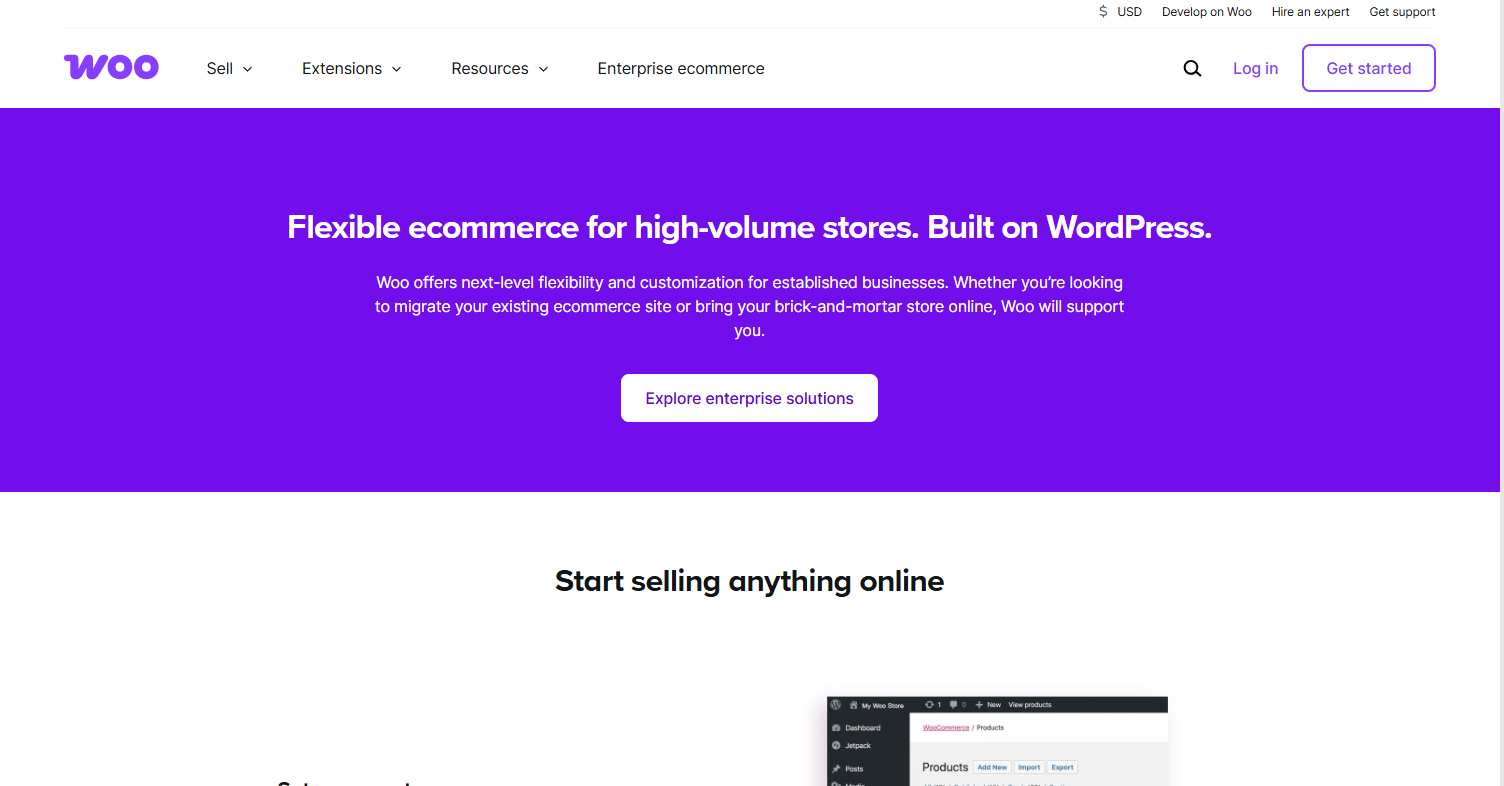 $ USD Develop on Woo Hire an expert Get support
woo Sell Extensions Resources Enterprise ecommerce Log in Get started
Flexible ecommerce for high-volume stores. Built on WordPress.
Woo offers next-level flexibility and customization for established businesses. Whether you’re looking
to migrate your existing ecommerce site or bring your brick-and-mortar store online, Woo will support
you.
Explore enterprise solutions
Start selling anything online
My Woo Store 1 0 New View products
Dashboard
WooCommerce / Products
Jetpack
Posts
Products Add New Import Export